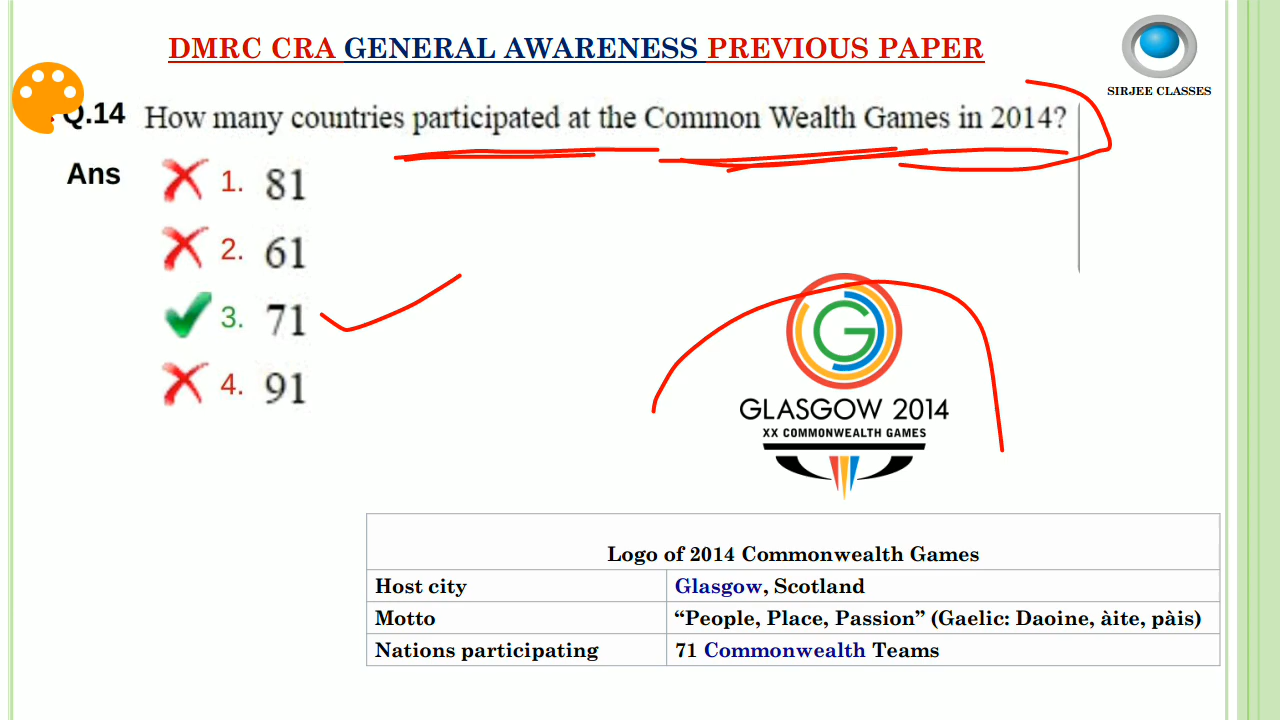 DMRC CRA GENERAL AWARENESS PREVIOUS PAPER
SIRJEE CLASSES
Q.14 How many countries participated at the Common Wealth Games in 2014?
Ans
1. 81
2. 61
3. 71
4. 91
G
GLASGOW 2014
XX COMMONWEALTH GAMES
Logo of 2014 Commonwealth Games
Host city Glasgow, Scotland
Motto “People, Place, Passion” (Gaelic: Daoine, àite, pàis)
Nations participating 71 Commonwealth Teams